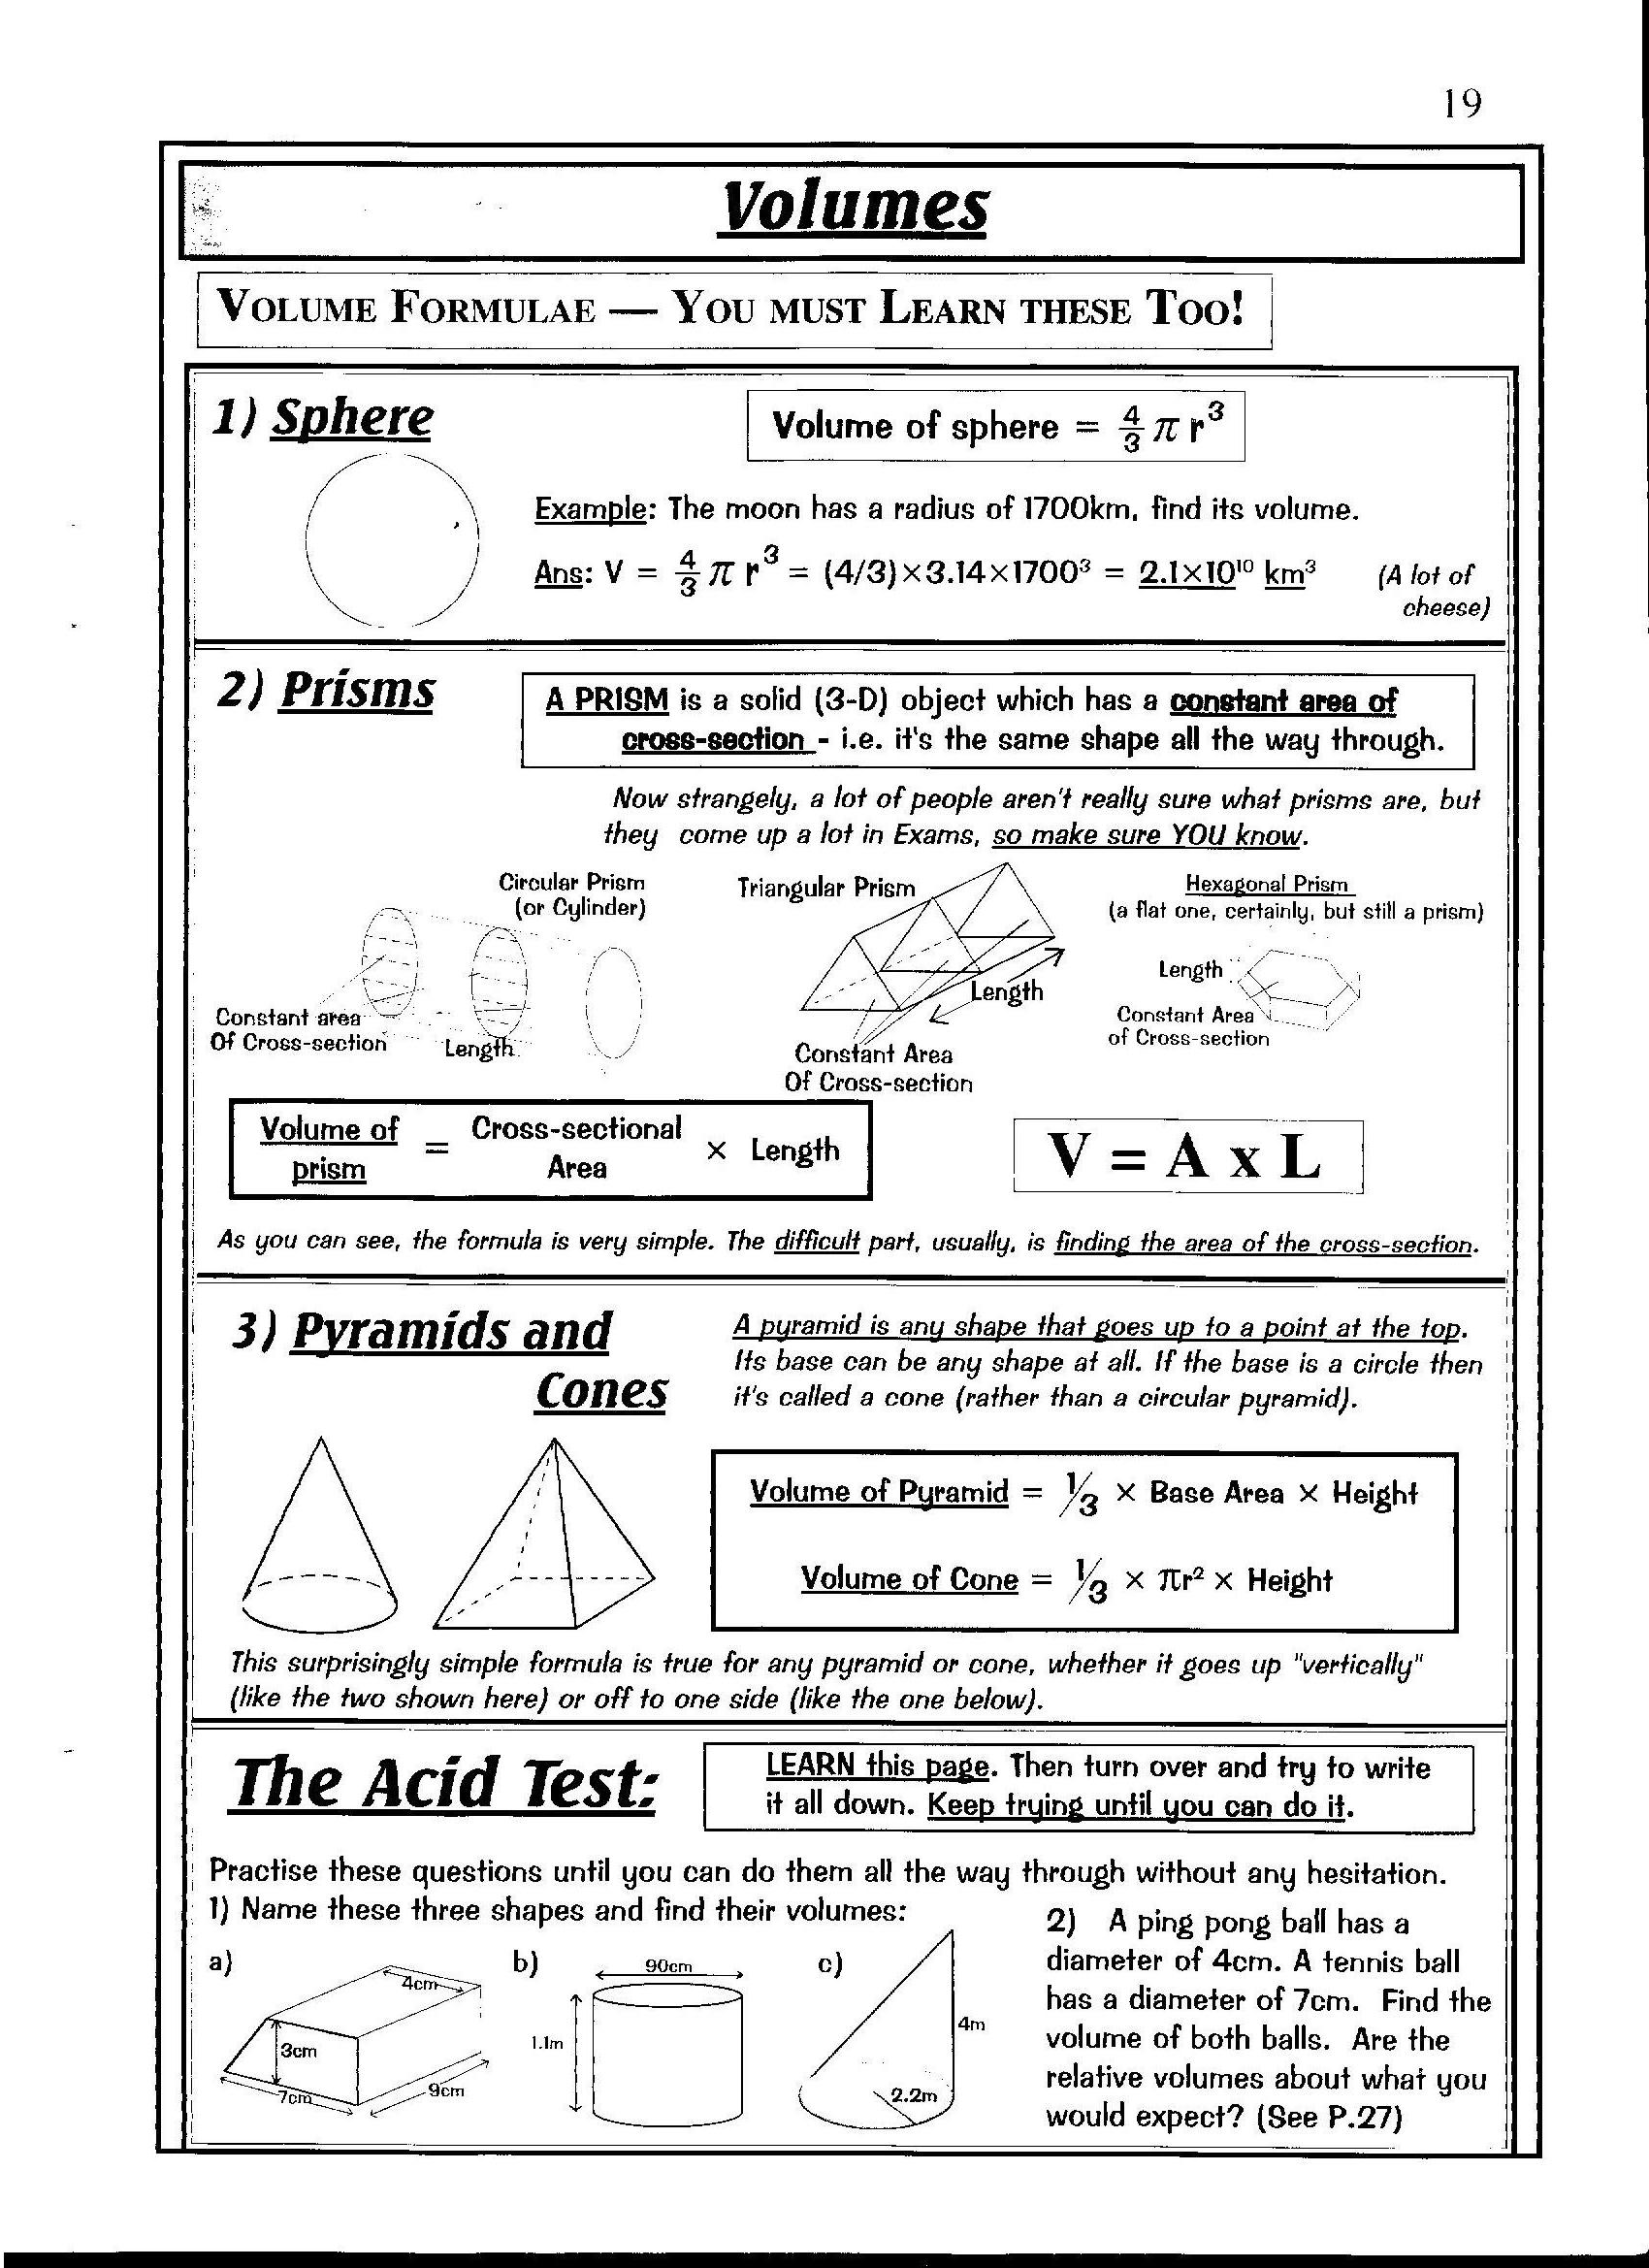 19
Volumes
VOLUME FORMULAE — YOU MUST LEARN THESE TOO!
1) Sphere
Volume of sphere = 4/3 π r³
Example: The moon has a radius of 1700km, find its volume.
Ans: V = 4/3 π r³ = (4/3)×3.14×1700³ = 2.1×10¹⁰ km³
(A lot of
cheese)
2) Prisms
A PRISM is a solid (3-D) object which has a constant area of
cross-section - i.e. it's the same shape all the way through.
Now strangely, a lot of people aren't really sure what prisms are, but
they come up a lot in Exams, so make sure YOU know.
Circular Prism
(or Cylinder)
Constant area
Of Cross-section
Length
Triangular Prism
Length
Constant Area
Of Cross-section
Hexagonal Prism
(a flat one, certainly, but still a prism)
Length
Constant Area
of Cross-section
Volume of prism = Cross-sectional Area × Length
V = A x L
As you can see, the formula is very simple. The difficult part, usually, is finding the area of the cross-section.
3) Pyramids and
Cones
A pyramid is any shape that goes up to a point at the top.
Its base can be any shape at all. If the base is a circle then
it's called a cone (rather than a circular pyramid).
Volume of Pyramid = 1/3 × Base Area × Height
Volume of Cone = 1/3 × πr² × Height
This surprisingly simple formula is true for any pyramid or cone, whether it goes up "vertically"
(like the two shown here) or off to one side (like the one below).
The Acid Test:
LEARN this page. Then turn over and try to write
it all down. Keep trying until you can do it.
Practise these questions until you can do them all the way through without any hesitation.
1) Name these three shapes and find their volumes:
a)
4cm
3cm
7cm
9cm
b)
90cm
1.1m
c)
4m
2.2m
2) A ping pong ball has a
diameter of 4cm. A tennis ball
has a diameter of 7cm. Find the
volume of both balls. Are the
relative volumes about what you
would expect? (See P.27)